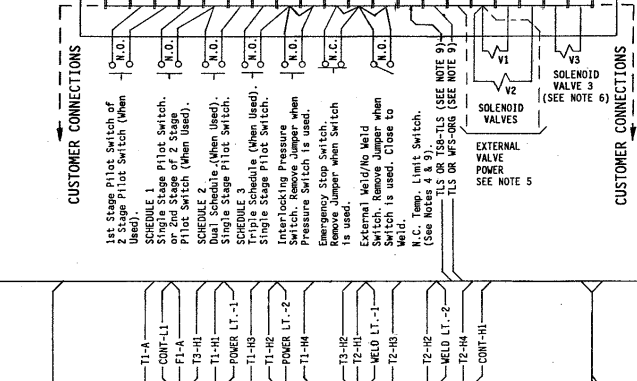 N.O.
N.O.
N.O.
N.O.
N.C.
N.O.
CUSTOMER CONNECTIONS
1st Stage Pilot Switch of
2 Stage Pilot Switch (When
Used).
SCHEDULE 1
Single Stage Pilot Switch.
or 2nd Stage of 2 Stage
Pilot Switch (When Used).
SCHEDULE 2
Dual Schedule.(When Used).
Single Stage Pilot Switch.
SCHEDULE 3
Triple Schedule (When Used).
Single Stage Pilot Switch.
Interlocking Pressure
Switch. Remove Jumper when
Pressure Switch is used.
Emergency Stop Switch.
Remove Jumper when Switch
is used.
External Weld/No Weld
Switch. Remove Jumper when
Switch is used. Close to
Weld.
N.C. Temp. Limit Switch.
(See Notes 4 & 9).
TLS OR TSB-TLS (SEE NOTE 9)
TLS OR WFS-ORG (SEE NOTE 9)
V1
V2
SOLENOID
VALVES
EXTERNAL
VALVE
POWER
SEE NOTE 5
V3
SOLENOID
VALVE 3
(SEE NOTE 6)
CUSTOMER CONNECTIONS
T1-A
CONT-L1
F1-A
T3-H1
T1-H1
POWER LT.-1
T1-H3
T1-H2
POWER LT.-2
T1-H4
T3-H2
T2-H1
WELD LT.-1
T2-H3
T2-H2
WELD LT.-2
T2-H4
CONT-H1